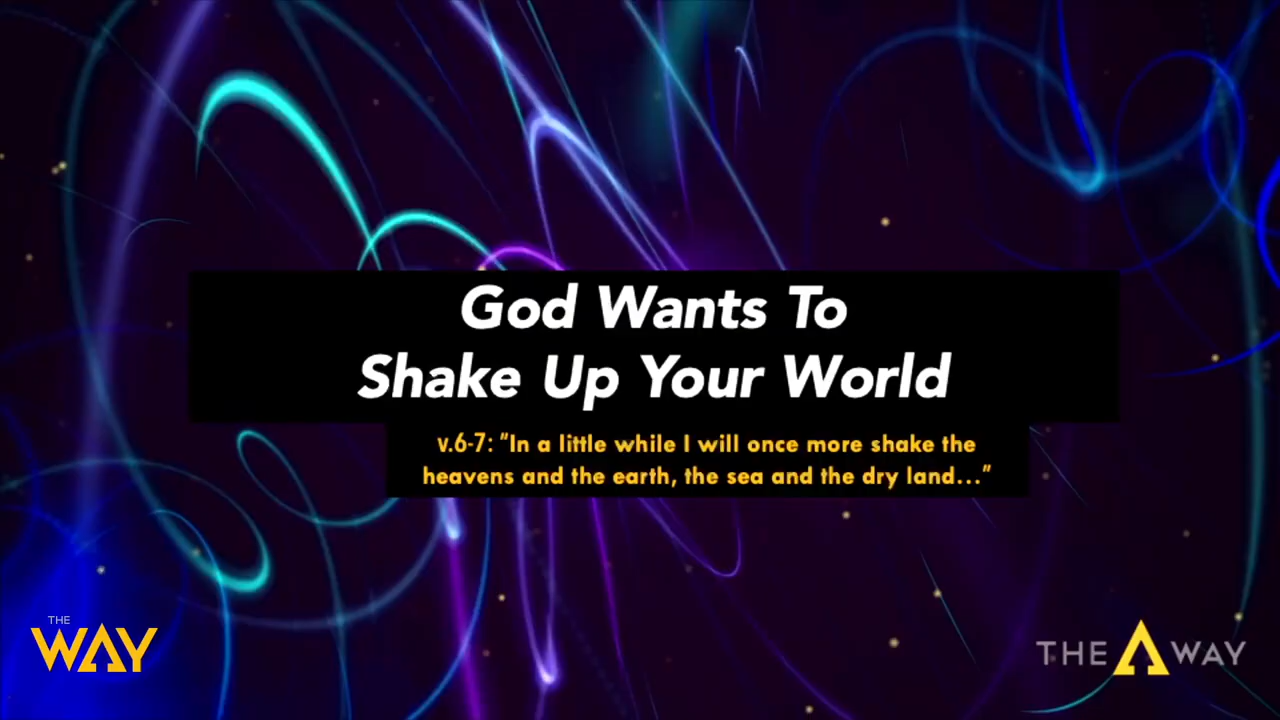 God Wants To
Shake Up Your World
v.6-7: "In a little while I will once more shake the
heavens and the earth, the sea and the dry land..."
THE
WAY
THE WAY